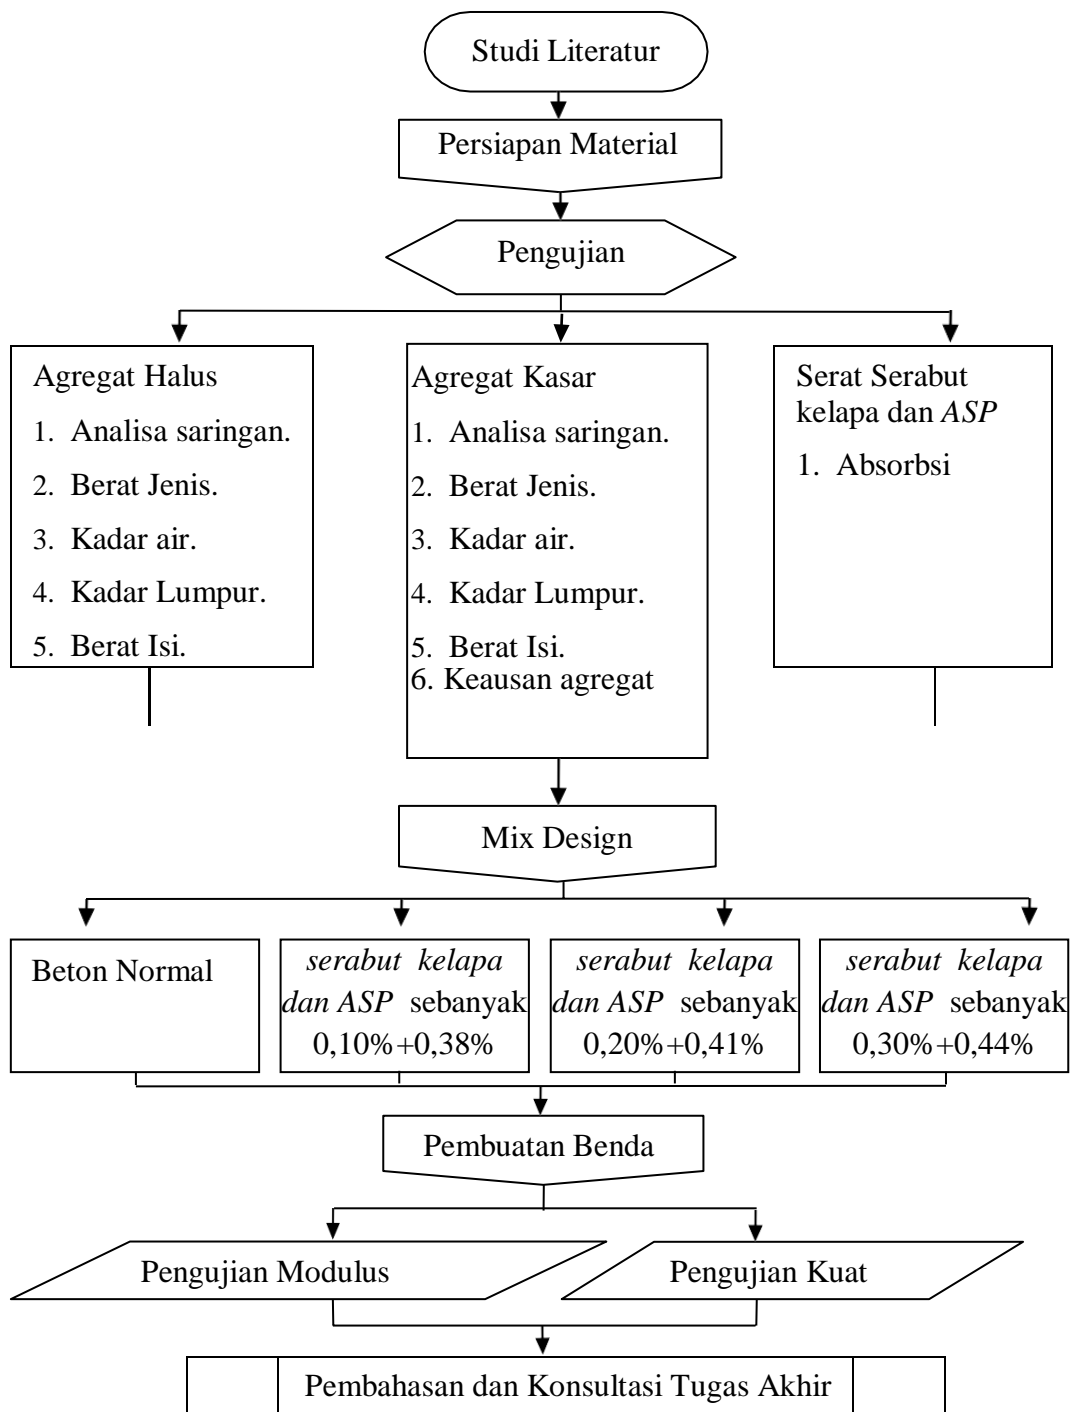 Studi Literatur
Persiapan Material
Pengujian
Agregat Halus
1. Analisa saringan.
2. Berat Jenis.
3. Kadar air.
4. Kadar Lumpur.
5. Berat Isi.
Agregat Kasar
1. Analisa saringan.
2. Berat Jenis.
3. Kadar air.
4. Kadar Lumpur.
5. Berat Isi.
6. Keausan agregat
Serat Serabut
kelapa dan ASP
1. Absorbsi
Mix Design
Beton Normal
serabut kelapa
dan ASP sebanyak
0,10%+0,38%
serabut kelapa
dan ASP sebanyak
0,20%+0,41%
serabut kelapa
dan ASP sebanyak
0,30%+0,44%
Pembuatan Benda
Pengujian Modulus
Pengujian Kuat
Pembahasan dan Konsultasi Tugas Akhir